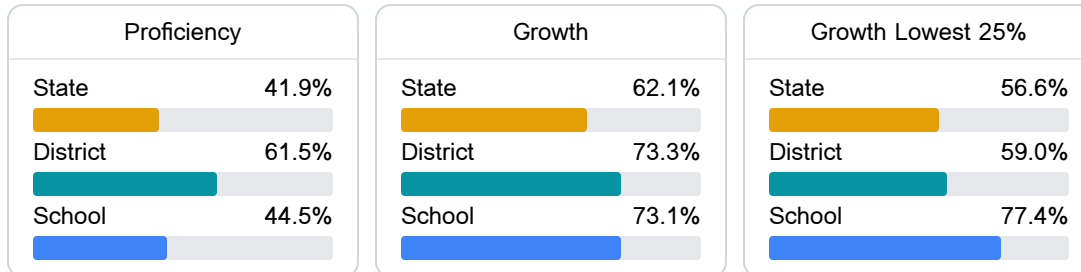 Proficiency
State 41.9%
District 61.5%
School 44.5%
Growth
State 62.1%
District 73.3%
School 73.1%
Growth Lowest 25%
State 56.6%
District 59.0%
School 77.4%